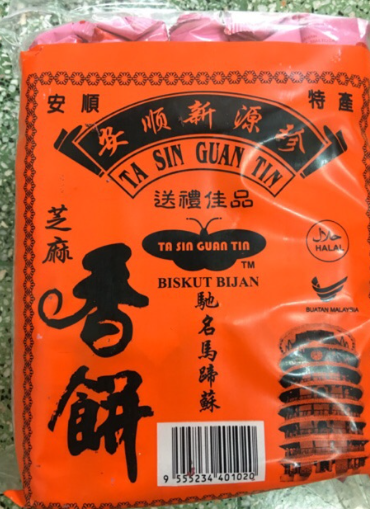 安順
特產
安順新源珍
TA SIN GUAN TIN
送禮佳品
TA SIN GUAN TIN
TM
BISKUT BIJAN
芝麻
香餅
馳名馬蹄蘇
حلال
HALAL
BUATAN MALAYSIA
9 555234 401020